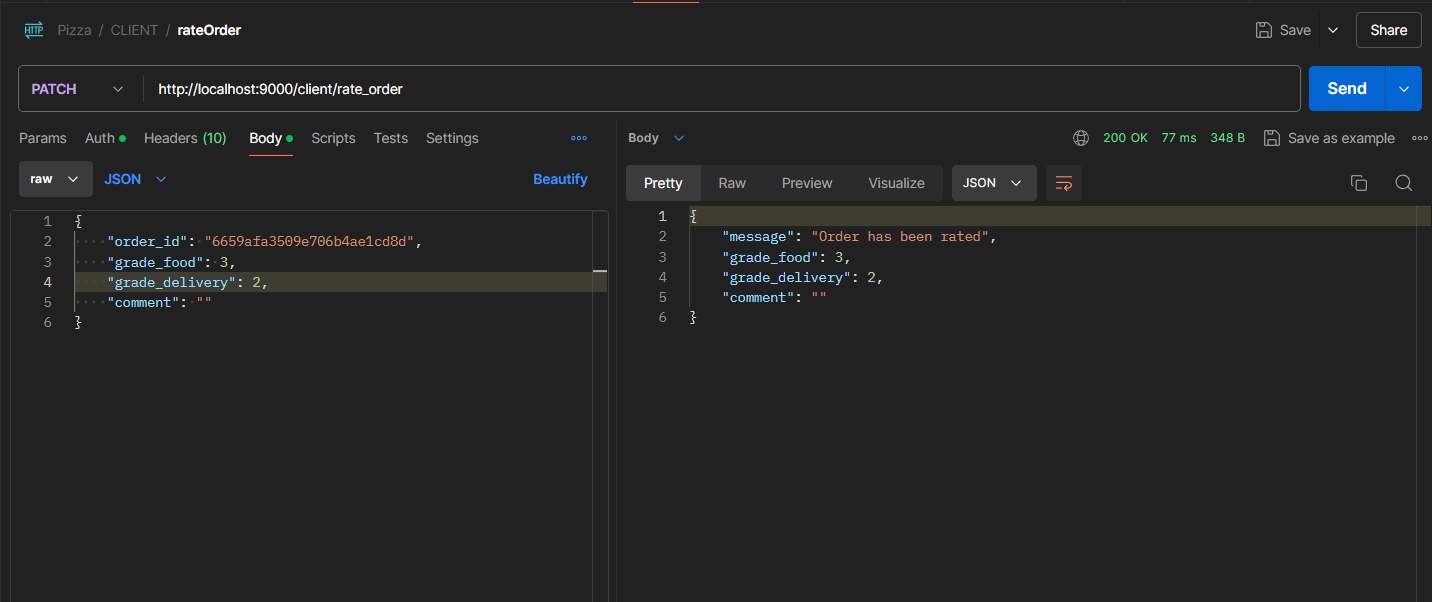 HTTP Pizza / CLIENT / rateOrder Save Share
PATCH http://localhost:9000/client/rate_order Send
Params Auth Headers (10) Body Scripts Tests Settings
raw JSON Beautify
1 {
2 "order_id": "6659afa3509e706b4ae1cd8d",
3 "grade_food": 3,
4 "grade_delivery": 2,
5 "comment": ""
6 }
Body 200 OK 77 ms 348 B Save as example
Pretty Raw Preview Visualize JSON
1 {
2 "message": "Order has been rated",
3 "grade_food": 3,
4 "grade_delivery": 2,
5 "comment": ""
6 }